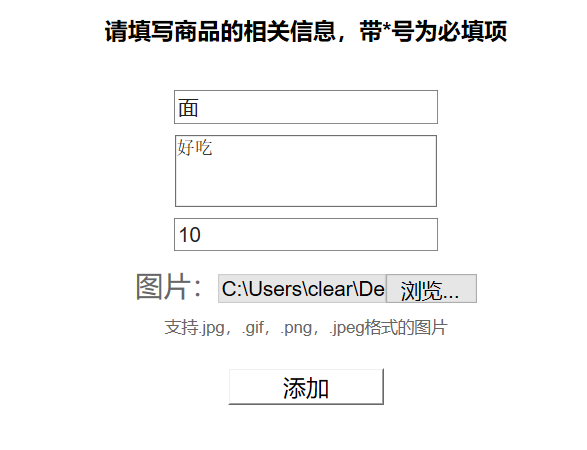 请填写商品的相关信息，带*号为必填项
面
好吃
10
图片：C:\Users\clear\De 浏览...
支持.jpg，.gif，.png，.jpeg格式的图片
添加